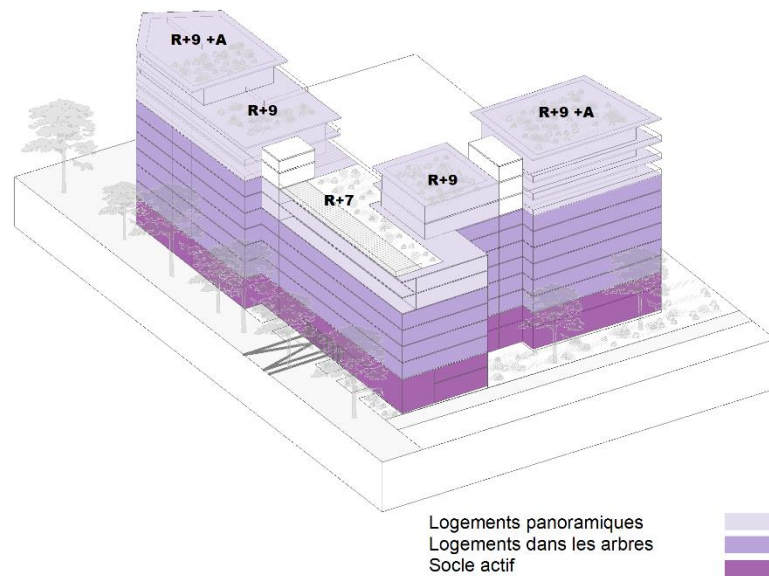 R+9 +A
R+9
R+9 +A
R+9
R+7
Logements panoramiques
Logements dans les arbres
Socle actif